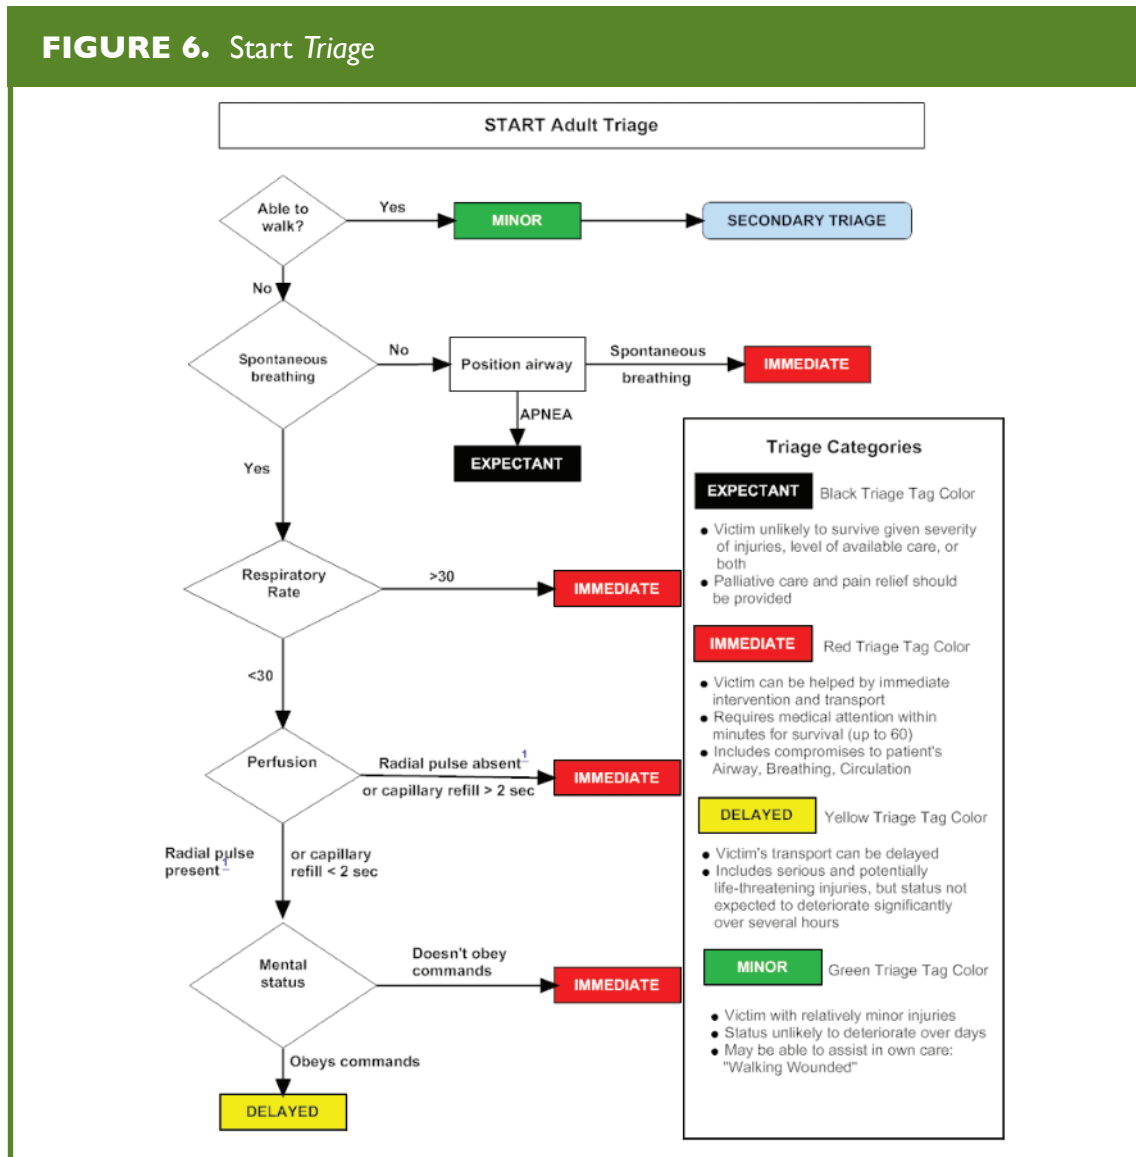 FIGURE 6. Start Triage
START Adult Triage
Able to
walk?
Yes
MINOR
SECONDARY TRIAGE
No
Spontaneous
breathing
No
Position airway
Spontaneous
breathing
IMMEDIATE
APNEA
EXPECTANT
Yes
Respiratory
Rate
>30
IMMEDIATE
<30
Perfusion
Radial pulse absent1
or capillary refill > 2 sec
IMMEDIATE
Radial pulse
present1
or capillary
refill < 2 sec
Mental
status
Doesn't obey
commands
IMMEDIATE
Obeys commands
DELAYED
Triage Categories
EXPECTANT Black Triage Tag Color
● Victim unlikely to survive given severity
of injuries, level of available care, or
both
● Palliative care and pain relief should
be provided
IMMEDIATE Red Triage Tag Color
● Victim can be helped by immediate
intervention and transport
● Requires medical attention within
minutes for survival (up to 60)
● Includes compromises to patient's
Airway, Breathing, Circulation
DELAYED Yellow Triage Tag Color
● Victim's transport can be delayed
● Includes serious and potentially
life-threatening injuries, but status not
expected to deteriorate significantly
over several hours
MINOR Green Triage Tag Color
● Victim with relatively minor injuries
● Status unlikely to deteriorate over days
● May be able to assist in own care:
"Walking Wounded"